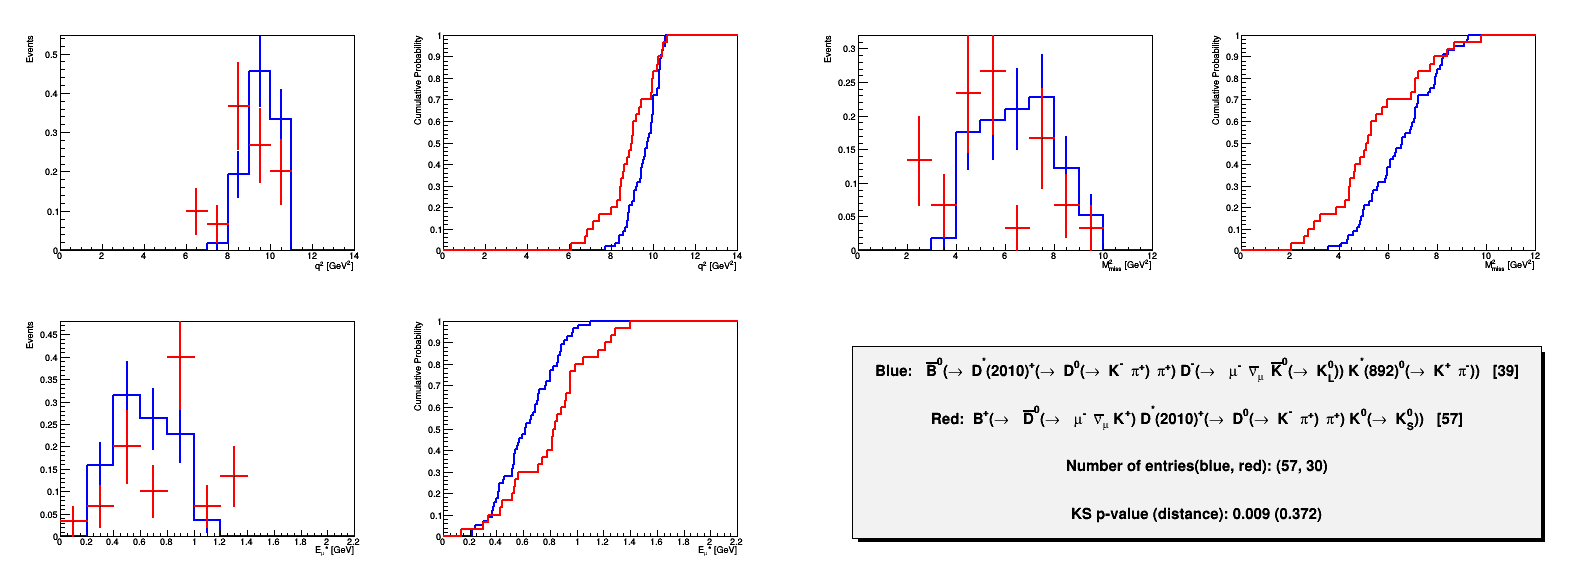 Events
0.5
0.4
0.3
0.2
0.1
0
0 2 4 6 8 10 12 14
q² [GeV²]
Cumulative Probability
1
0.9
0.8
0.7
0.6
0.5
0.4
0.3
0.2
0.1
0
0 2 4 6 8 10 12 14
q² [GeV²]
Events
0.3
0.25
0.2
0.15
0.1
0.05
0
0 2 4 6 8 10 12
M²miss [GeV²]
Cumulative Probability
1
0.9
0.8
0.7
0.6
0.5
0.4
0.3
0.2
0.1
0
0 2 4 6 8 10 12
M²miss [GeV²]
Events
0.45
0.4
0.35
0.3
0.25
0.2
0.15
0.1
0.05
0
0 0.2 0.4 0.6 0.8 1 1.2 1.4 1.6 1.8 2 2.2
Eμ* [GeV]
Cumulative Probability
1
0.9
0.8
0.7
0.6
0.5
0.4
0.3
0.2
0.1
0
0 0.2 0.4 0.6 0.8 1 1.2 1.4 1.6 1.8 2 2.2
Eμ* [GeV]
Blue: B̅⁰(→ D*(2010)⁺(→ D⁰(→ K⁻ π⁺) π⁺) D⁻(→ μ⁻ ν̅μ K̅⁰(→ K⁰L)) K*(892)⁰(→ K⁺ π⁻)) [39]
Red: B⁺(→ D̅⁰(→ μ⁻ ν̅μ K⁺) D*(2010)⁺(→ D⁰(→ K⁻ π⁺) π⁺) K⁰(→ K⁰S)) [57]
Number of entries(blue, red): (57, 30)
KS p-value (distance): 0.009 (0.372)